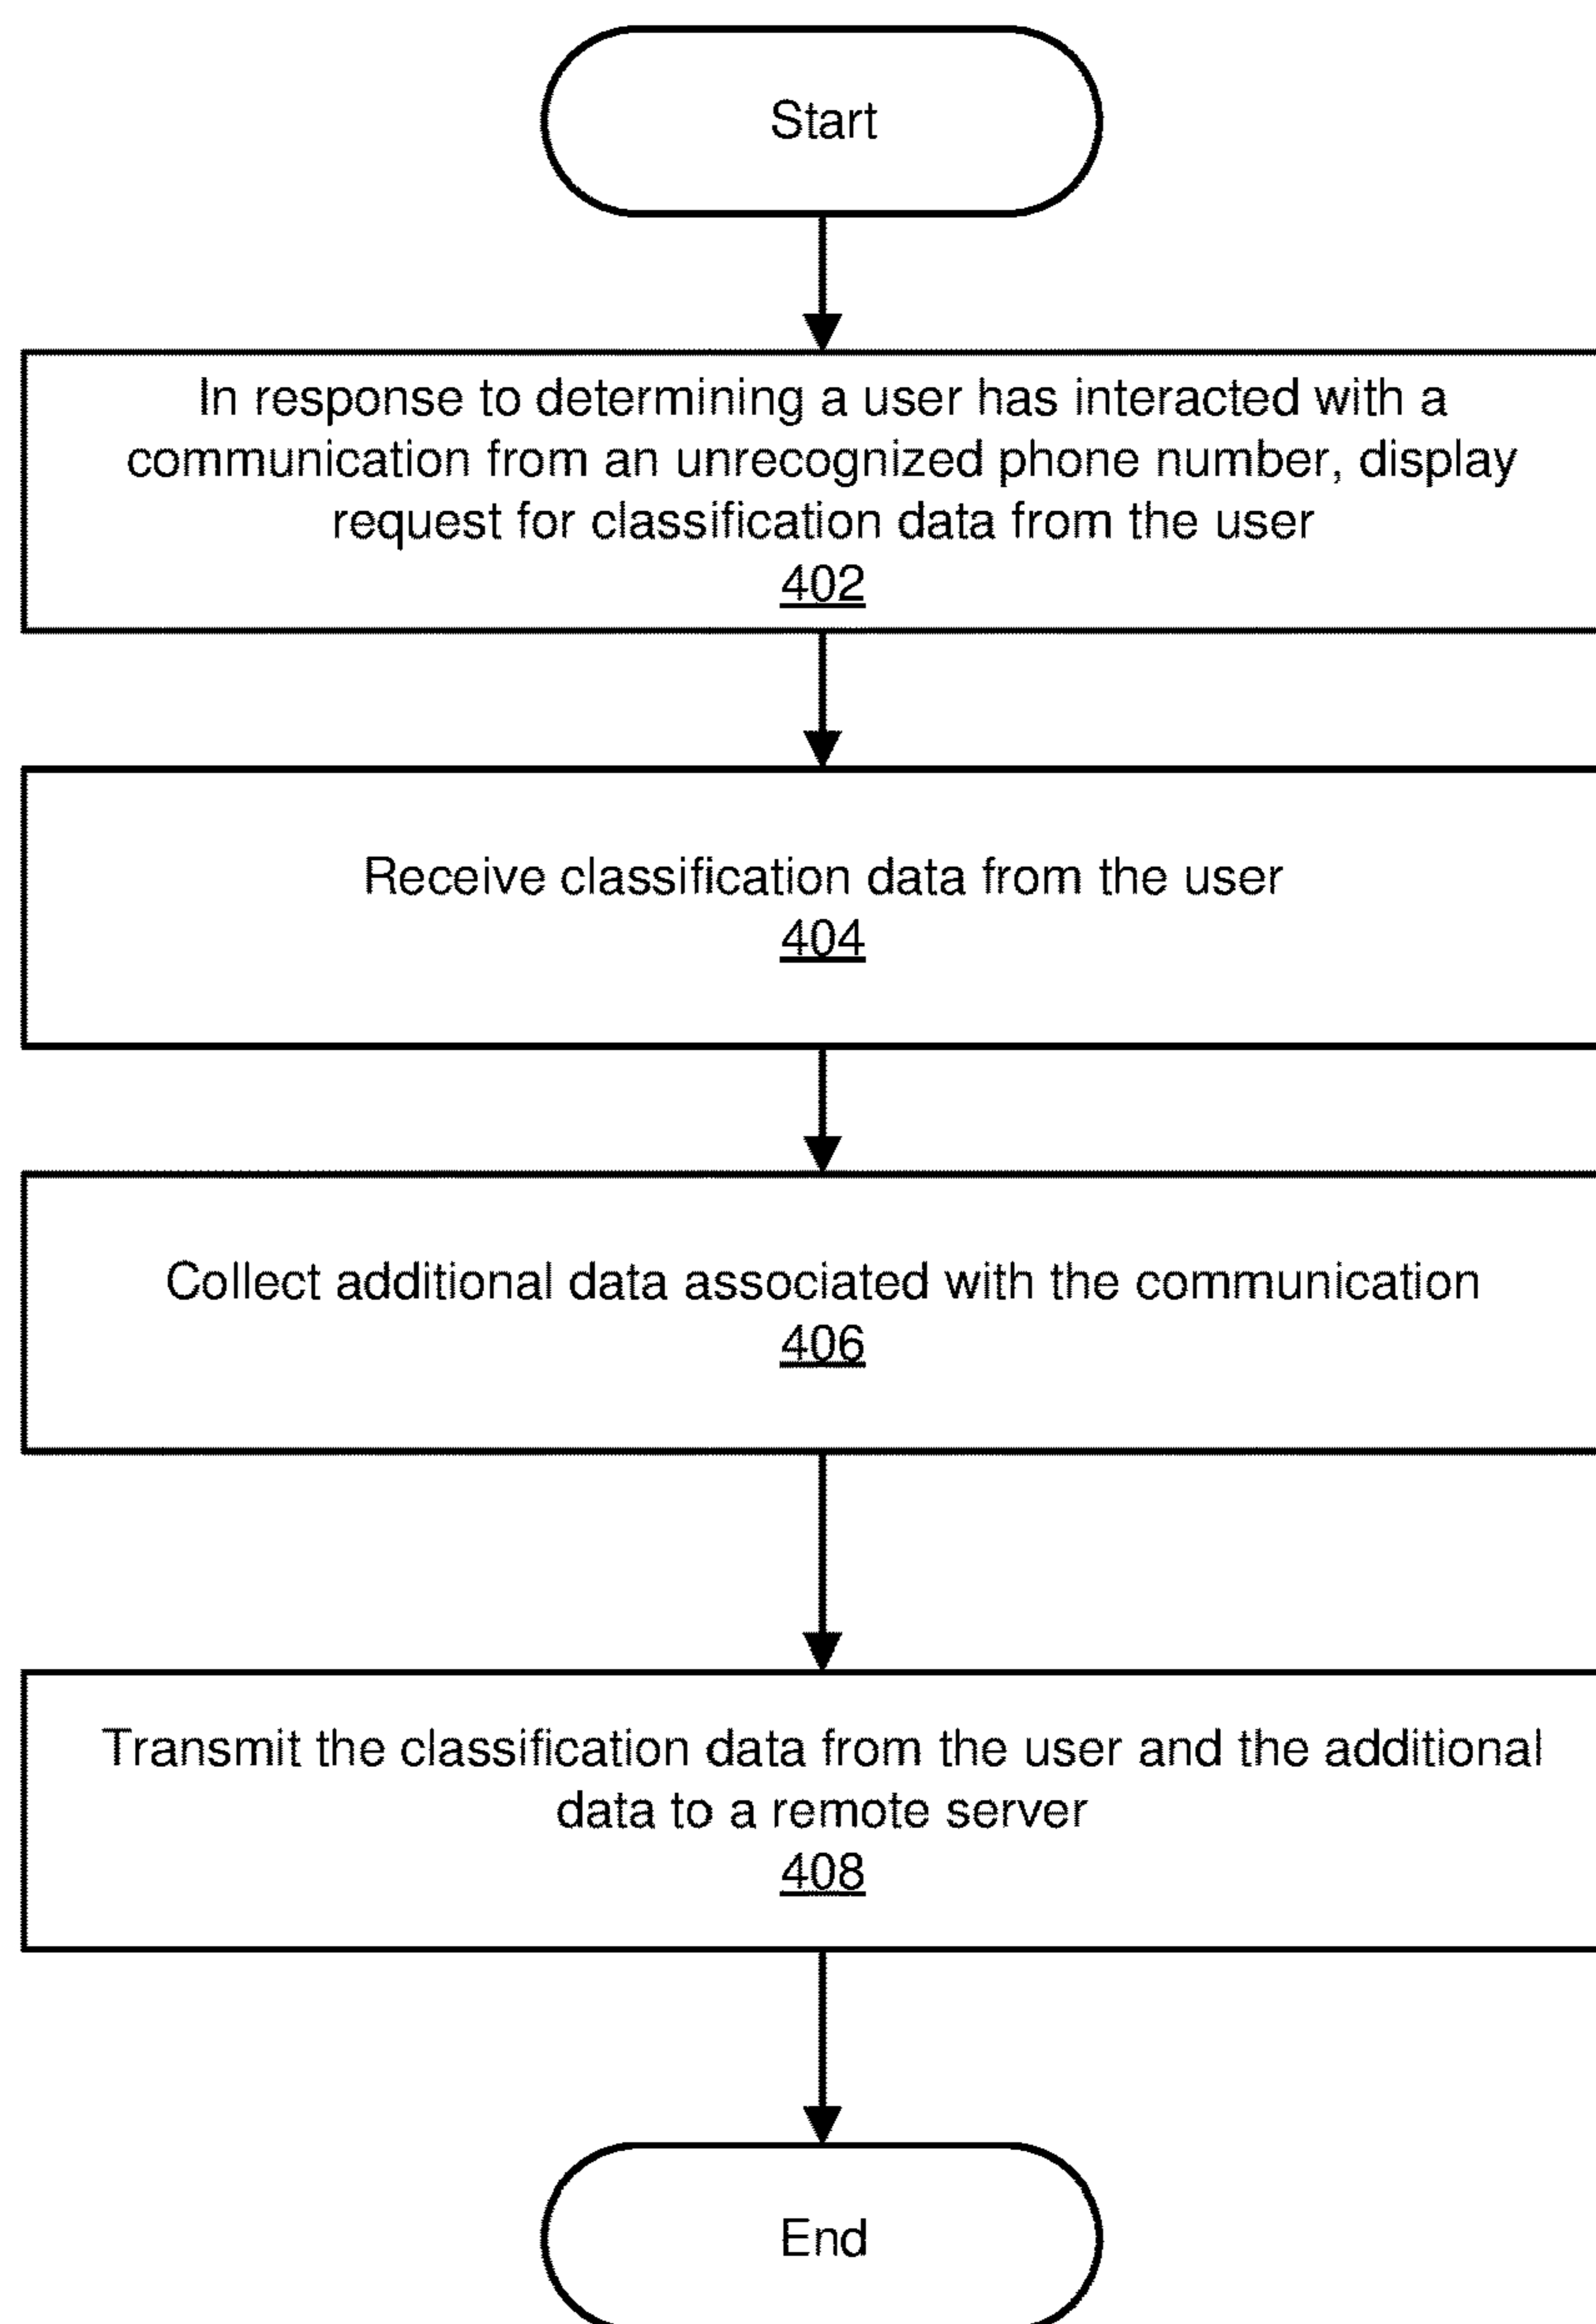 Start
In response to determining a user has interacted with a
communication from an unrecognized phone number, display
request for classification data from the user
402
Receive classification data from the user
404
Collect additional data associated with the communication
406
Transmit the classification data from the user and the additional
data to a remote server
408
End